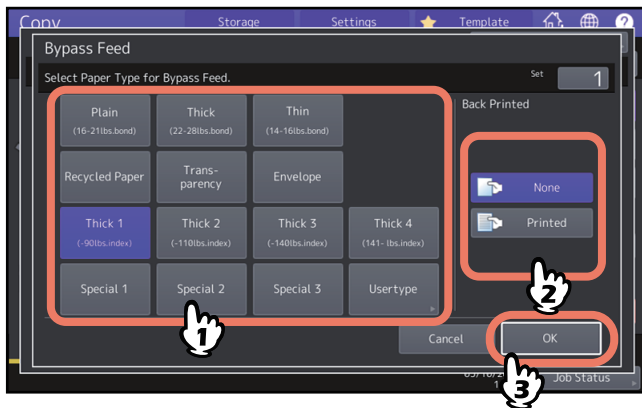 Copy Storage Settings Template ?
Bypass Feed
Select Paper Type for Bypass Feed. Set 1
Plain Thick Thin Back Printed
(16-21lbs.bond) (22-28lbs.bond) (14-16lbs.bond)
Recycled Paper Trans- Envelope None
parency
Printed
Thick 1 Thick 2 Thick 3 Thick 4
(-90lbs.index) (-110lbs.index) (-140lbs.index) (141- lbs.index)
Special 1 Special 2 Special 3 Usertype
1 2
Cancel OK
3
Job Status